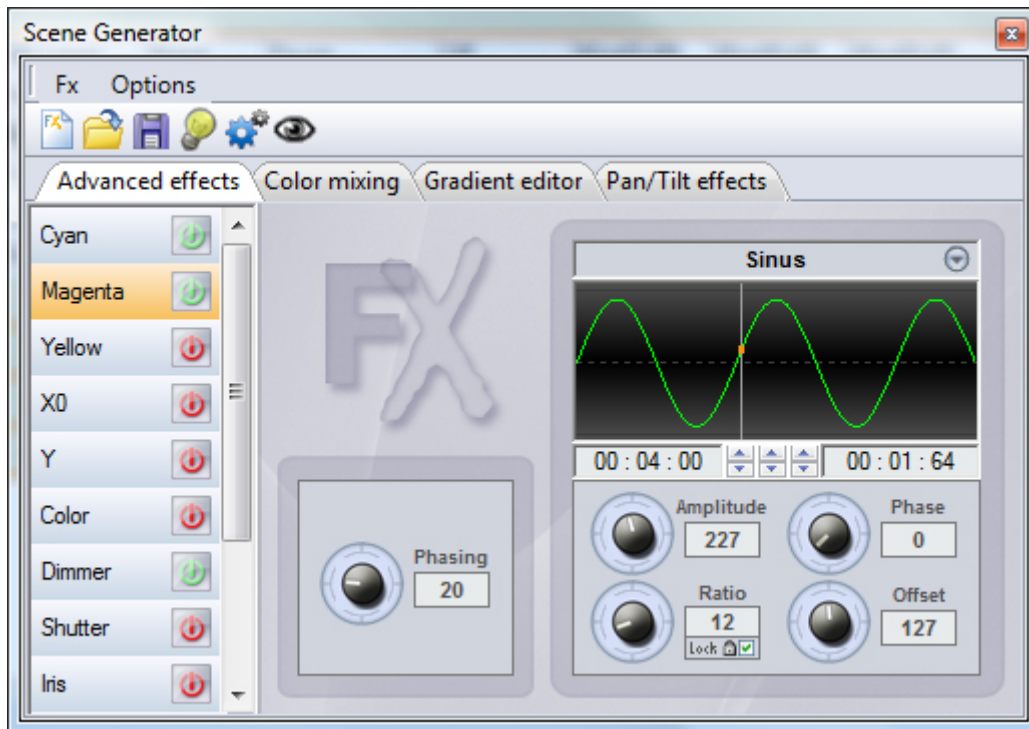 Scene Generator
Fx Options
FX
Advanced effects Color mixing Gradient editor Pan/Tilt effects
Cyan
Magenta
Yellow
X0
Y
Color
Dimmer
Shutter
Iris
FX
Phasing
20
Sinus
00 : 04 : 00 00 : 01 : 64
Amplitude
227
Phase
0
Ratio
12
Lock
Offset
127